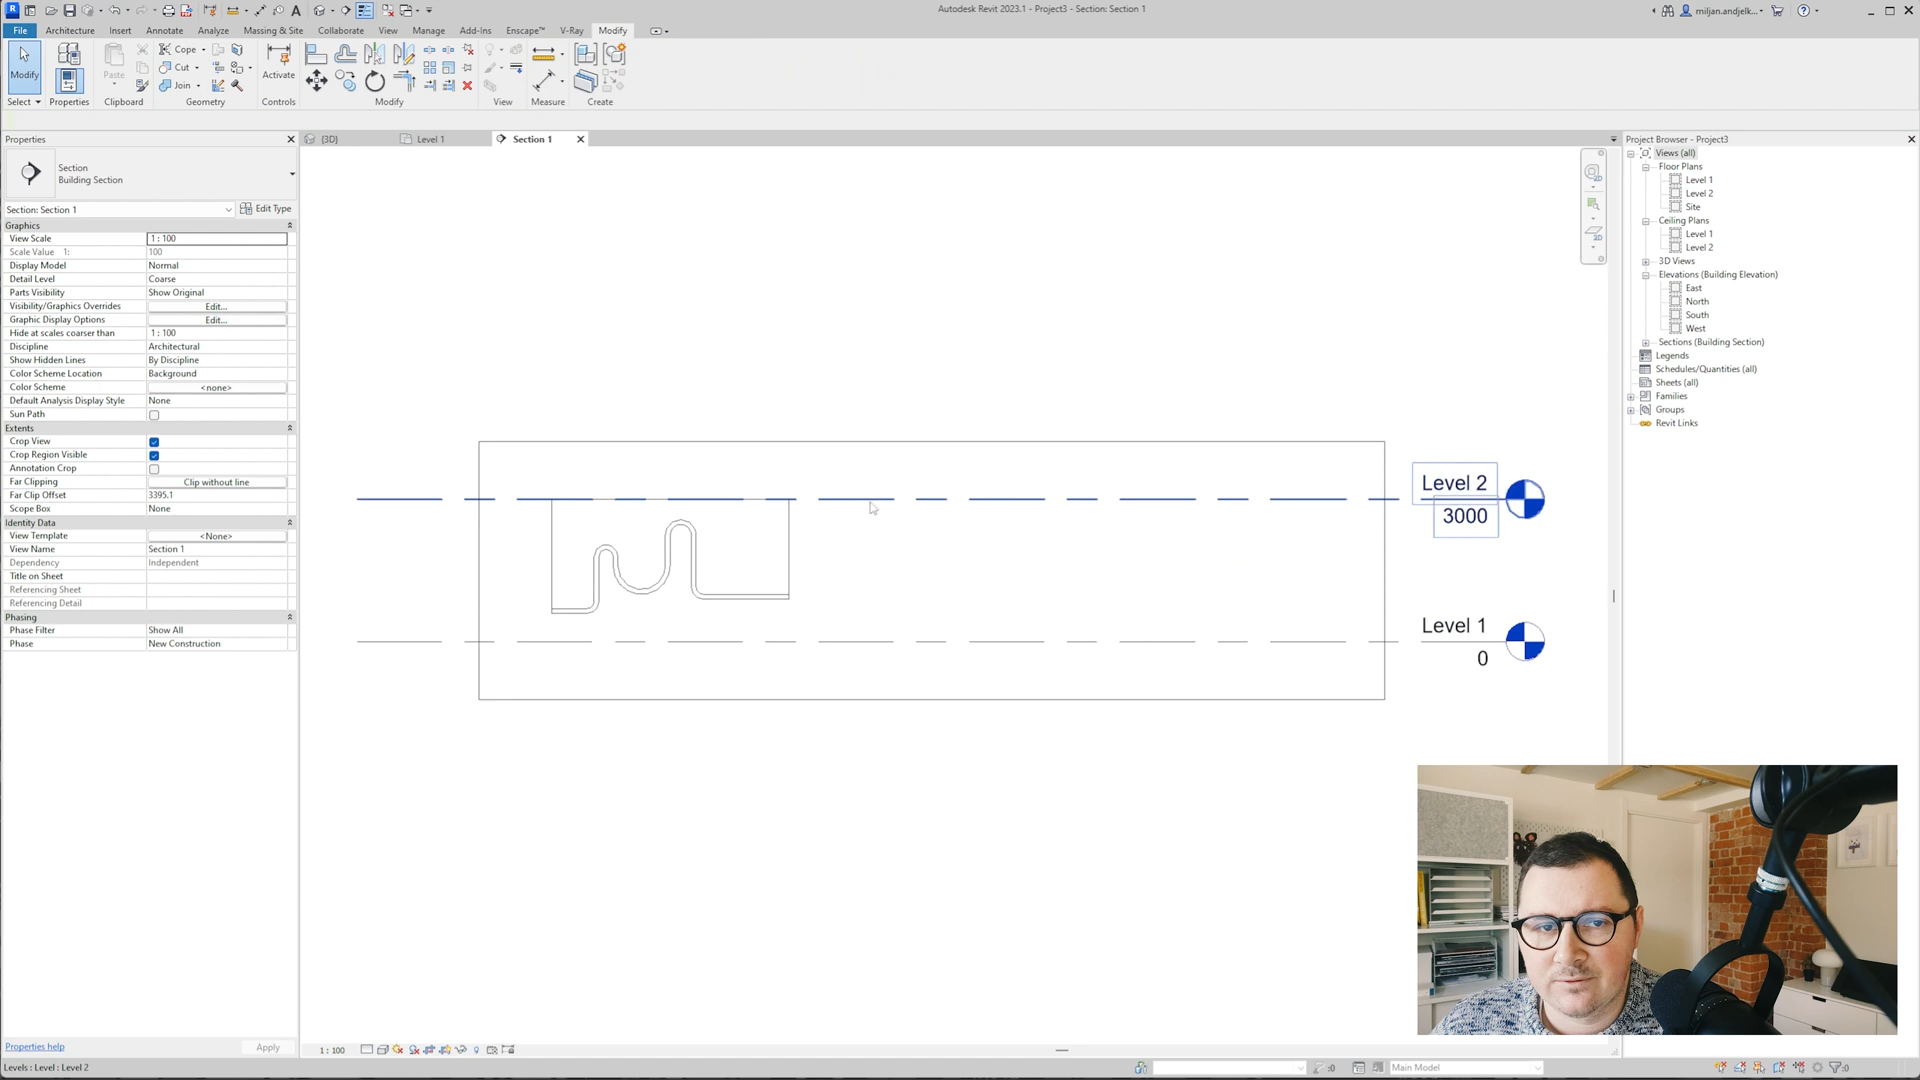 Autodesk Revit 2023.1 - Project3 - Section: Section 1
miljan.andjelk...
File Architecture Insert Annotate Analyze Massing & Site Collaborate View Manage Add-Ins Enscape™ V-Ray Modify
Modify
Paste
Cope
Cut
Join
Activate
Select Properties Clipboard Geometry Controls Modify View Measure Create
Properties
{3D}
Level 1
Section 1
Project Browser - Project3
Section
Building Section
Section: Section 1
Edit Type
Graphics
View Scale 1 : 100
Scale Value 1: 100
Display Model Normal
Detail Level Coarse
Parts Visibility Show Original
Visibility/Graphics Overrides Edit...
Graphic Display Options Edit...
Hide at scales coarser than 1 : 100
Discipline Architectural
Show Hidden Lines By Discipline
Color Scheme Location Background
Color Scheme <none>
Default Analysis Display Style None
Sun Path
Extents
Crop View
Crop Region Visible
Annotation Crop
Far Clipping Clip without line
Far Clip Offset 3395.1
Scope Box None
Identity Data
View Template <None>
View Name Section 1
Dependency Independent
Title on Sheet
Referencing Sheet
Referencing Detail
Phasing
Phase Filter Show All
Phase New Construction
Properties help
Apply
Level 2
3000
Level 1
0
Views (all)
Floor Plans
Level 1
Level 2
Site
Ceiling Plans
Level 1
Level 2
3D Views
Elevations (Building Elevation)
East
North
South
West
Sections (Building Section)
Legends
Schedules/Quantities (all)
Sheets (all)
Families
Groups
Revit Links
1 : 100
Levels : Level : Level 2
:0
Main Model
:0